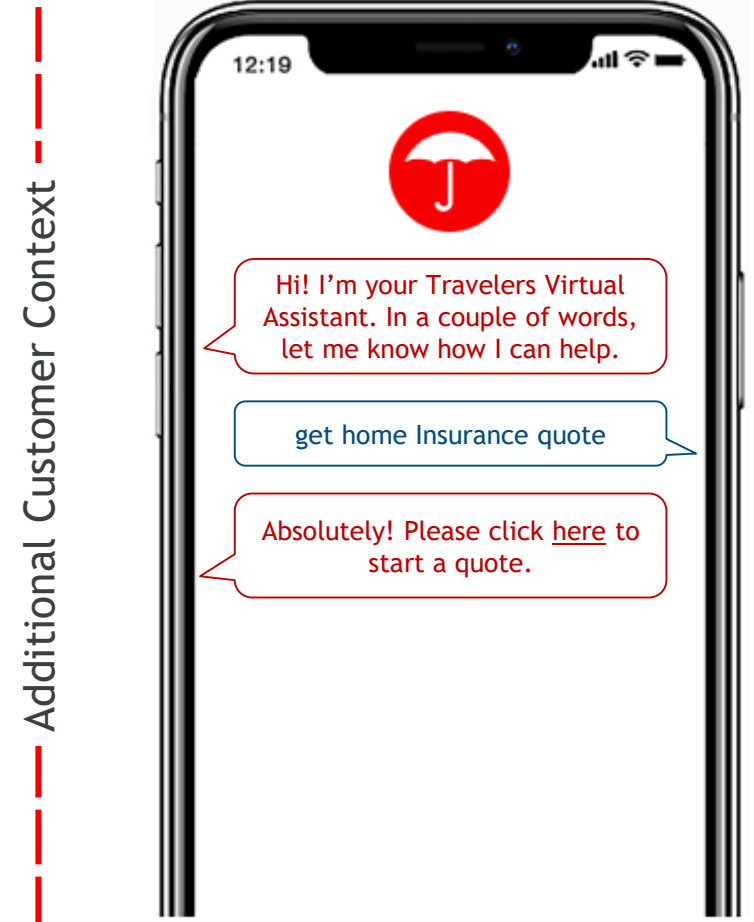 Additional Customer Context
12:19
Hi! I’m your Travelers Virtual
Assistant. In a couple of words,
let me know how I can help.
get home Insurance quote
Absolutely! Please click here to
start a quote.